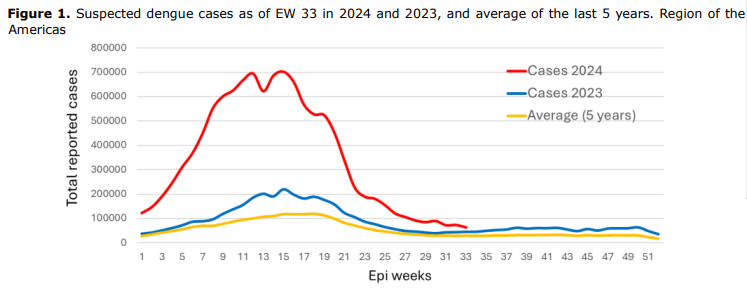 Figure 1. Suspected dengue cases as of EW 33 in 2024 and 2023, and average of the last 5 years. Region of the
Americas
800000
700000
600000
500000
400000
300000
200000
100000
0
Total reported cases
Cases 2024
Cases 2023
Average (5 years)
1 3 5 7 9 11 13 15 17 19 21 23 25 27 29 31 33 35 37 39 41 43 45 47 49 51
Epi weeks